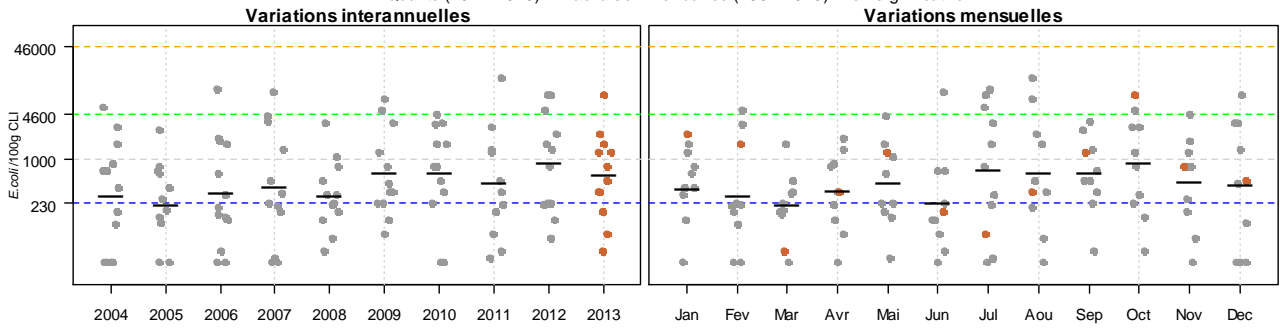 Variations interannuelles
Variations mensuelles
E.coli/100g CLI
46000
4600
1000
230
2004 2005 2006 2007 2008 2009 2010 2011 2012 2013
Jan Fev Mar Avr Mai Jun Jul Aou Sep Oct Nov Dec